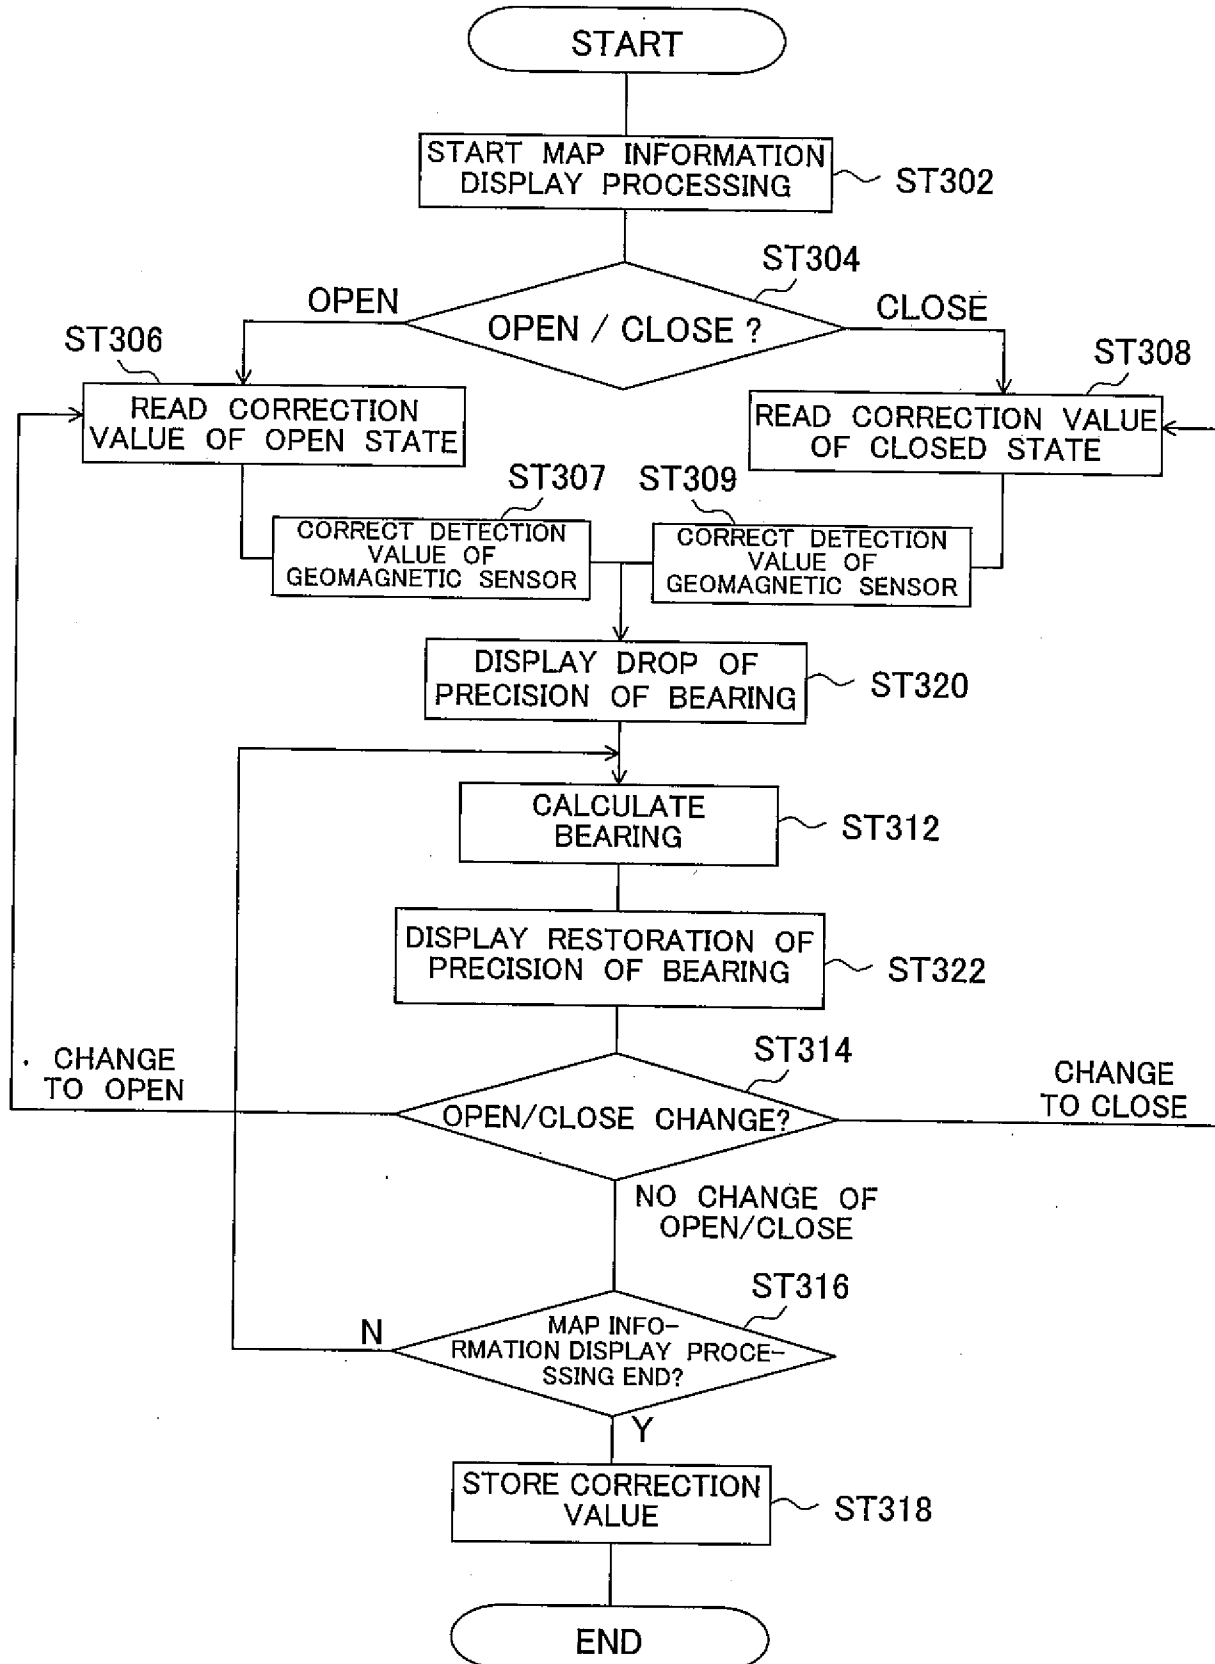 START
START MAP INFORMATION
DISPLAY PROCESSING
ST302
ST304
OPEN
OPEN / CLOSE ?
CLOSE
ST306
READ CORRECTION
VALUE OF OPEN STATE
ST308
READ CORRECTION VALUE
OF CLOSED STATE
ST307
CORRECT DETECTION
VALUE OF
GEOMAGNETIC SENSOR
ST309
CORRECT DETECTION
VALUE OF
GEOMAGNETIC SENSOR
DISPLAY DROP OF
PRECISION OF BEARING
ST320
CALCULATE
BEARING
ST312
DISPLAY RESTORATION OF
PRECISION OF BEARING
ST322
CHANGE
TO OPEN
ST314
OPEN/CLOSE CHANGE?
CHANGE
TO CLOSE
NO CHANGE OF
OPEN/CLOSE
ST316
N
MAP INFO-
RMATION DISPLAY PROCE-
SSING END?
Y
STORE CORRECTION
VALUE
ST318
END